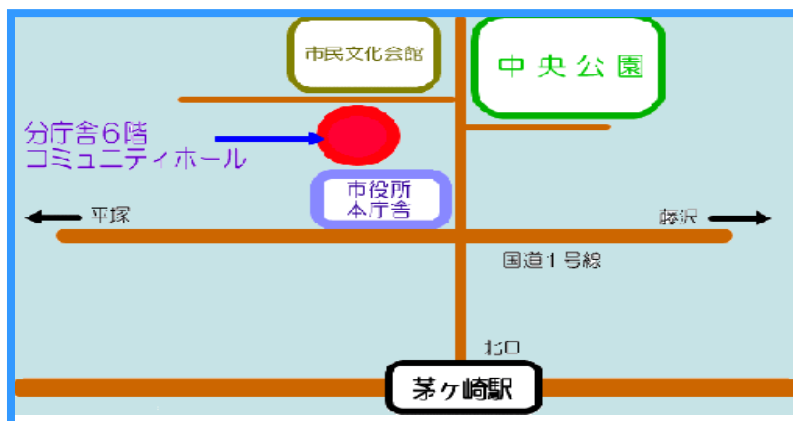 市民文化会館
中央公園
分庁舎6階
コミュニティホール
市役所
本庁舎
平塚
藤沢
国道1号線
北口
茅ヶ崎駅